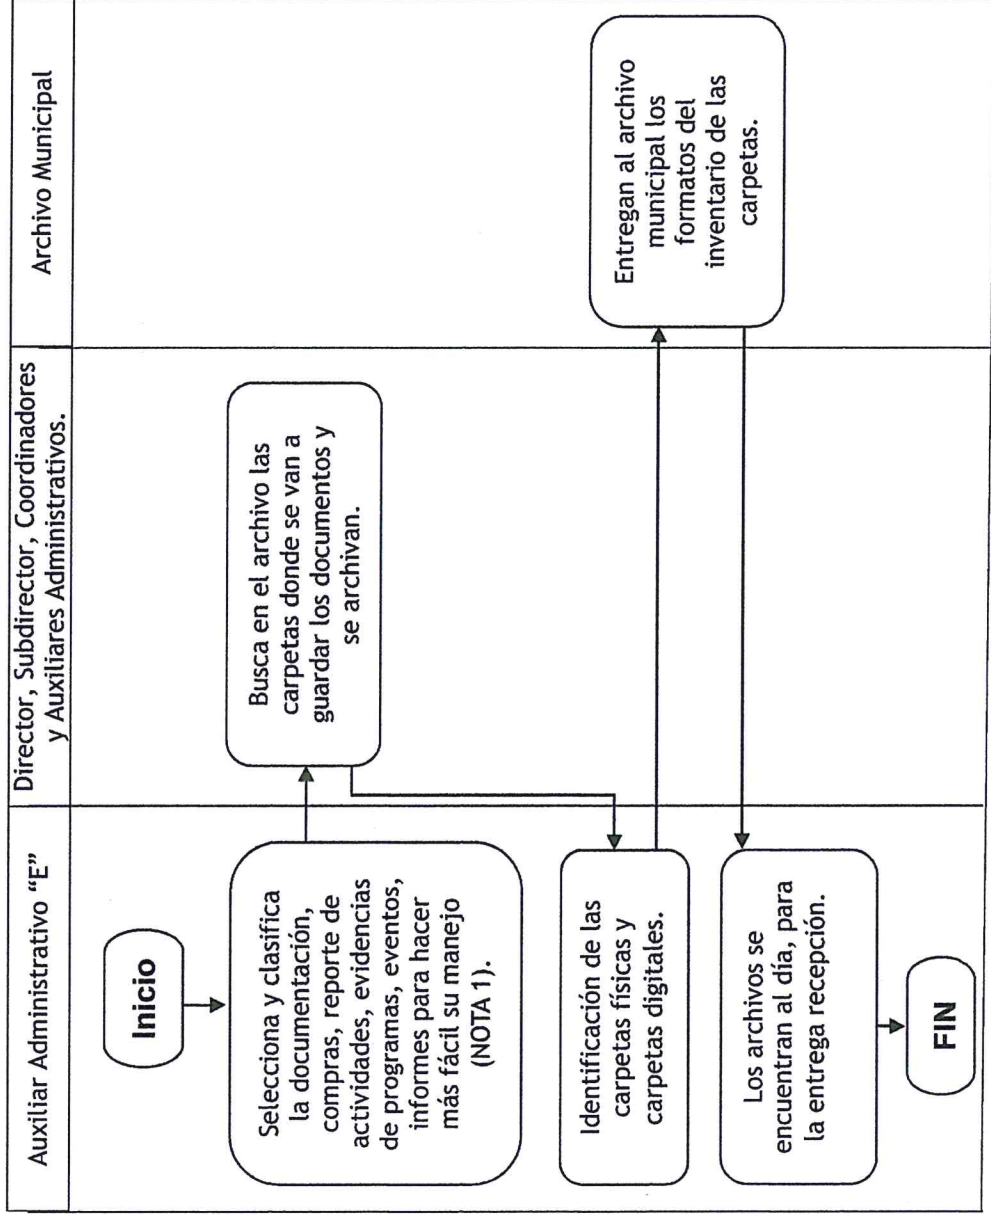 Auxiliar Administrativo “E”
Director, Subdirector, Coordinadores
y Auxiliares Administrativos.
Archivo Municipal
Inicio
Selecciona y clasifica
la documentación,
compras, reporte de
actividades, evidencias
de programas, eventos,
informes para hacer
más fácil su manejo
(NOTA 1).
Busca en el archivo las
carpetas donde se van a
guardar los documentos y
se archivan.
Identificación de las
carpetas físicas y
carpetas digitales.
Entregan al archivo
municipal los
formatos del
inventario de las
carpetas.
Los archivos se
encuentran al día, para
la entrega recepción.
FIN